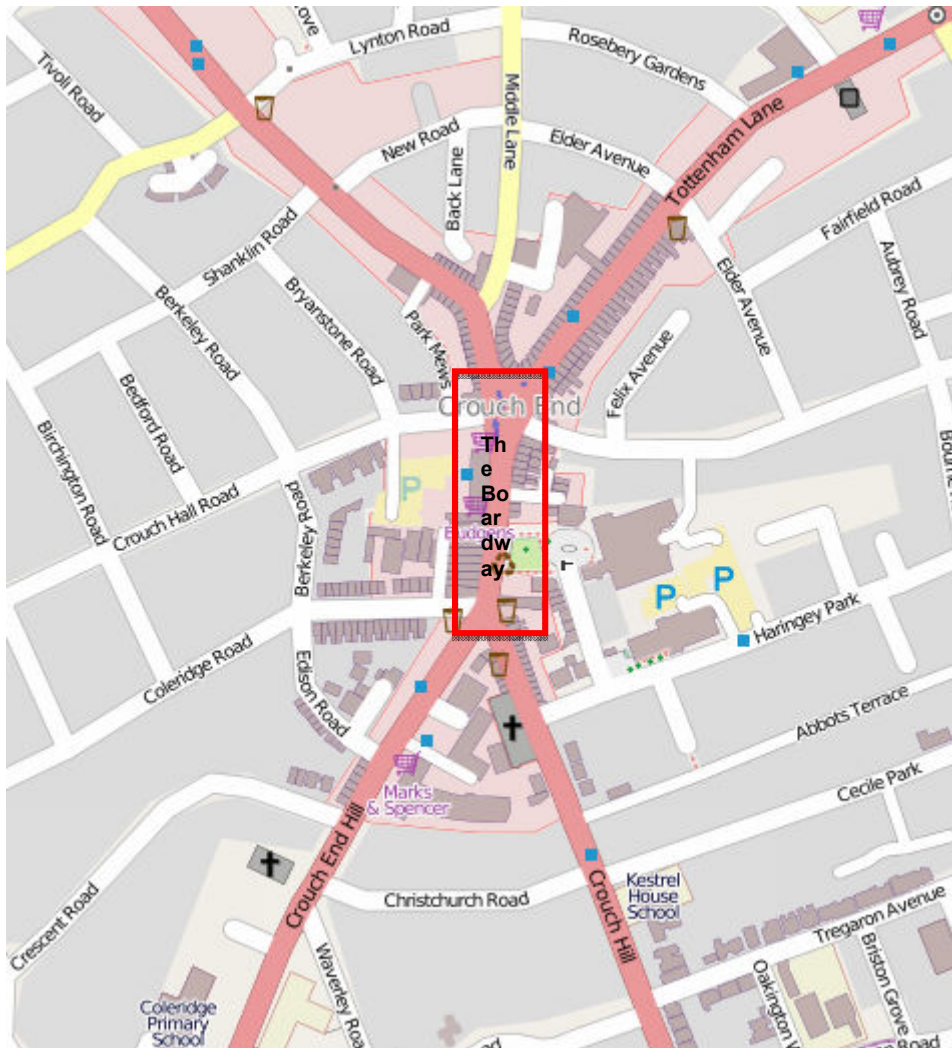 Lynton Road
Rosebery Gardens
Tivoli Road
Middle Lane
New Road
Elder Avenue
Tottenham Lane
Back Lane
Fairfield Road
Shanklin Road
Aubrey Road
Berkeley Road
Bryanstone Road
Elder Avenue
Park Mews
Felix Avenue
Bedford Road
Crouch End
Birchington Road
Th
e
Bo
ar
dw
ay
P
Budgens
Crouch Hall Road
Berkeley Road
P
P
Haringey Park
Coleridge Road
Edison Road
Abbots Terrace
Marks
& Spencer
Cecile Park
Crouch End Hill
Kestrel
House
School
Christchurch Road
Crouch Hill
Crescent Road
Tregaron Avenue
Waverley Roa
Briston Grove
Oakington W
Coleridge
Primary
School
Road